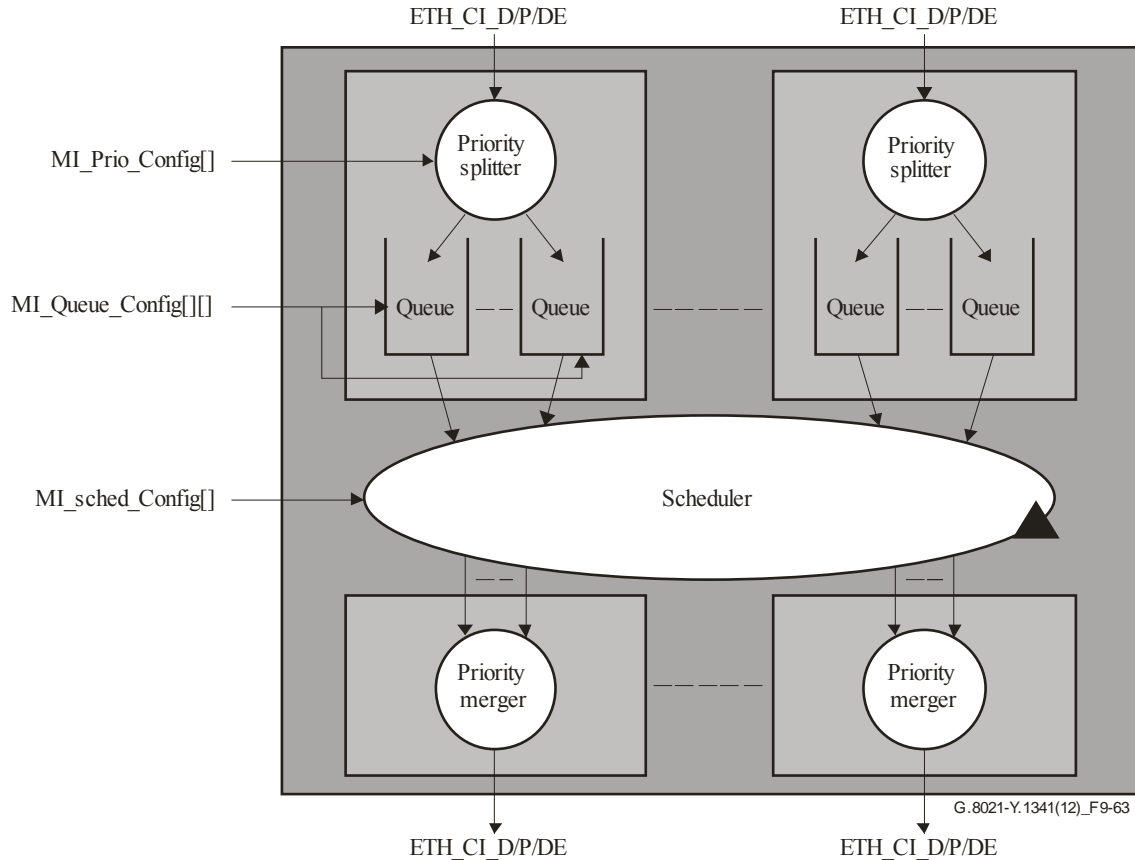 ETH_CI_D/P/DE
ETH_CI_D/P/DE
Priority
splitter
Priority
splitter
MI_Prio_Config[]
MI_Queue_Config[][]
Queue
Queue
Queue
Queue
MI_sched_Config[]
Scheduler
Priority
merger
Priority
merger
G.8021-Y.1341(12)_F9-63
ETH_CI_D/P/DE
ETH_CI_D/P/DE